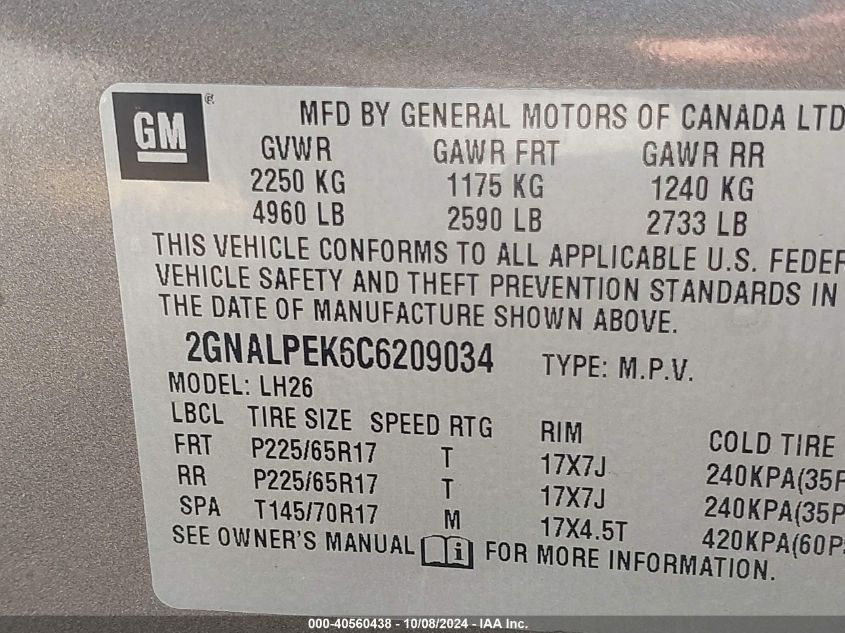 GM ®
MFD BY GENERAL MOTORS OF CANADA LTD
GVWR GAWR FRT GAWR RR
2250 KG 1175 KG 1240 KG
4960 LB 2590 LB 2733 LB
THIS VEHICLE CONFORMS TO ALL APPLICABLE U.S. FEDER
VEHICLE SAFETY AND THEFT PREVENTION STANDARDS IN
THE DATE OF MANUFACTURE SHOWN ABOVE.
2GNALPEK6C6209034 TYPE: M.P.V.
MODEL: LH26
LBCL TIRE SIZE SPEED RTG RIM COLD TIRE
FRT P225/65R17 T 17X7J 240KPA(35P
RR P225/65R17 T 17X7J 240KPA(35P
SPA T145/70R17 M 17X4.5T 420KPA(60PS
SEE OWNER'S MANUAL i FOR MORE INFORMATION.
000-40560438 - 10/08/2024 - IAA Inc.